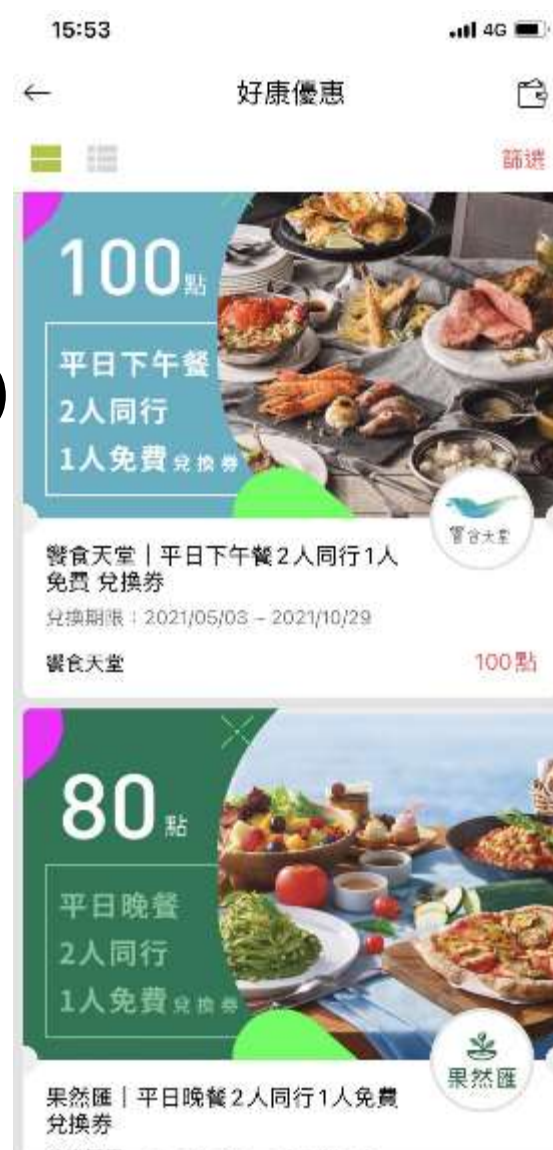 15:53
4G
好康優惠
篩選
100點
平日下午餐
2人同行
1人免費兌換券
饗食天堂
饗食天堂｜平日下午餐2人同行1人
免費 兌換券
兌換期限：2021/05/03 – 2021/10/29
饗食天堂
100點
80點
平日晚餐
2人同行
1人免費兌換券
果然匯
果然匯｜平日晚餐2人同行1人免費
兌換券